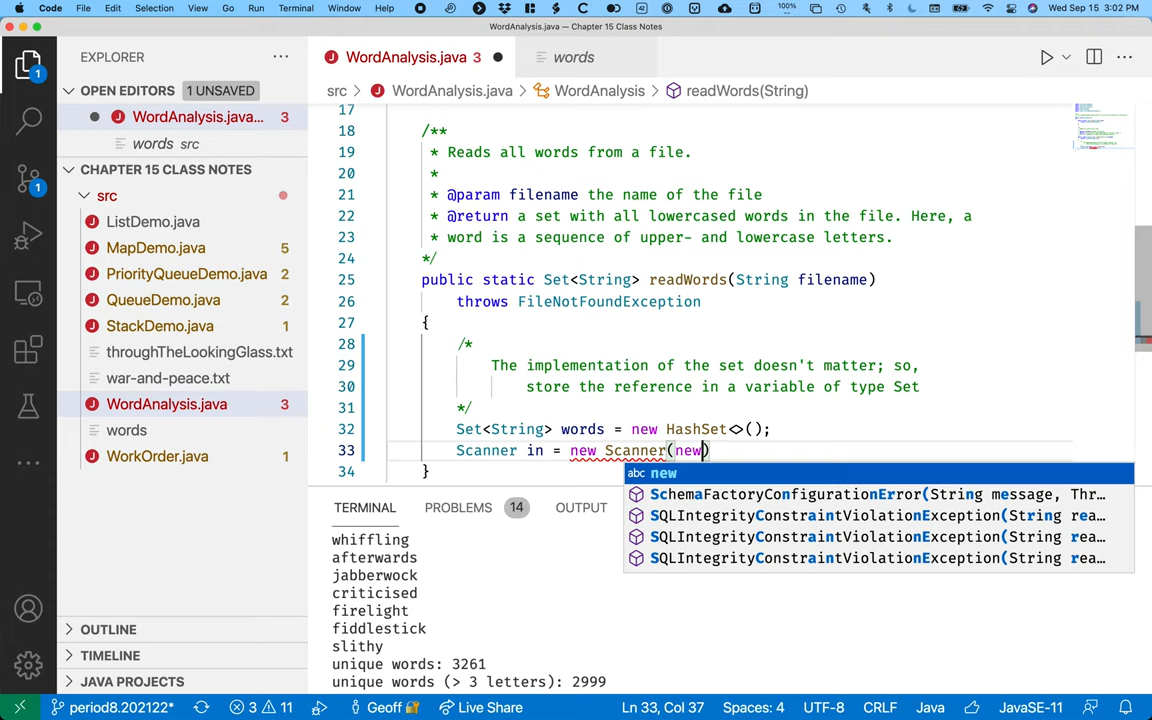 Code File Edit Selection View Go Run Terminal Window Help 100% Wed Sep 15 3:02 PM
WordAnalysis.java — Chapter 15 Class Notes
EXPLORER
WordAnalysis.java 3
words
OPEN EDITORS 1 UNSAVED
src > WordAnalysis.java > WordAnalysis > readWords(String)
WordAnalysis.java... 3
words src
CHAPTER 15 CLASS NOTES
src
ListDemo.java
MapDemo.java 5
PriorityQueueDemo.java 2
QueueDemo.java 2
StackDemo.java 1
throughTheLookingGlass.txt
war-and-peace.txt
WordAnalysis.java 3
words
WorkOrder.java 1
OUTLINE
TIMELINE
JAVA PROJECTS
1
1
17
18 /**
19 * Reads all words from a file.
20 *
21 * @param filename the name of the file
22 * @return a set with all lowercased words in the file. Here, a
23 * word is a sequence of upper- and lowercase letters.
24 */
25 public static Set<String> readWords(String filename)
26 throws FileNotFoundException
27 {
28 /*
29 The implementation of the set doesn't matter; so,
30 store the reference in a variable of type Set
31 */
32 Set<String> words = new HashSet<>();
33 Scanner in = new Scanner(new)
34 }
abc new
SchemaFactoryConfigurationError(String message, Thr...
SQLIntegrityConstraintViolationException(String rea...
SQLIntegrityConstraintViolationException(String rea...
SQLIntegrityConstraintViolationException(String rea...
TERMINAL PROBLEMS 14 OUTPUT
whiffling
afterwards
jabberwock
criticised
firelight
fiddlestick
slithy
unique words: 3261
unique words (> 3 letters): 2999
period8.202122* 3 11 Geoff Live Share Ln 33, Col 37 Spaces: 4 UTF-8 CRLF Java JavaSE-11